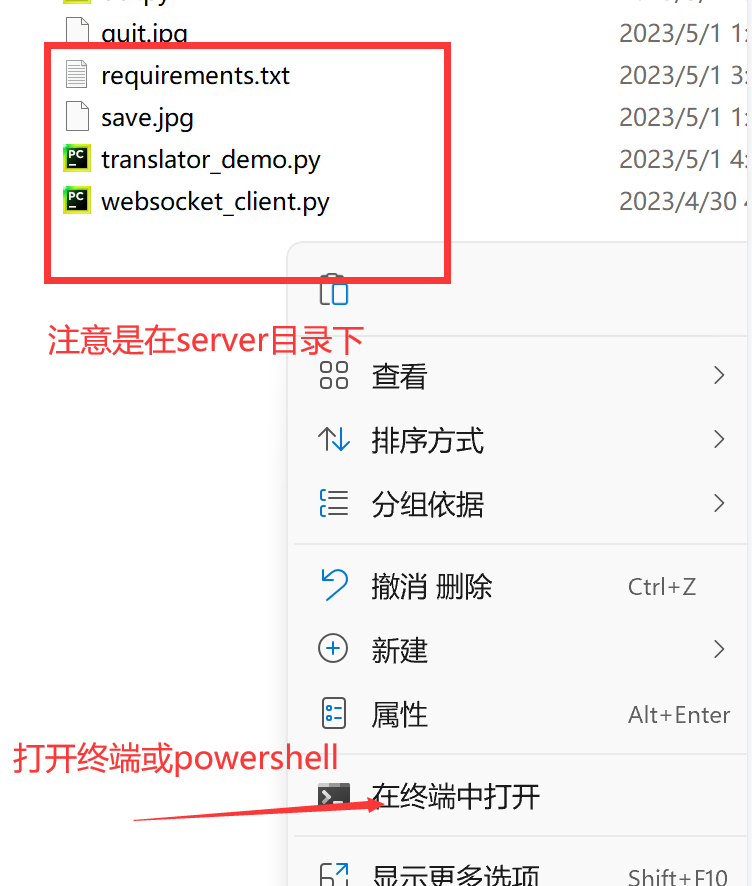 quit.jpg
2023/5/1 1:
requirements.txt
2023/5/1 3:
save.jpg
2023/5/1 1:
translator_demo.py
2023/5/1 4:
websocket_client.py
2023/4/30 4
注意是在server目录下
查看
排序方式
分组依据
撤消 删除
Ctrl+Z
新建
属性
Alt+Enter
打开终端或powershell
在终端中打开
显示更多选项
Shift+F10